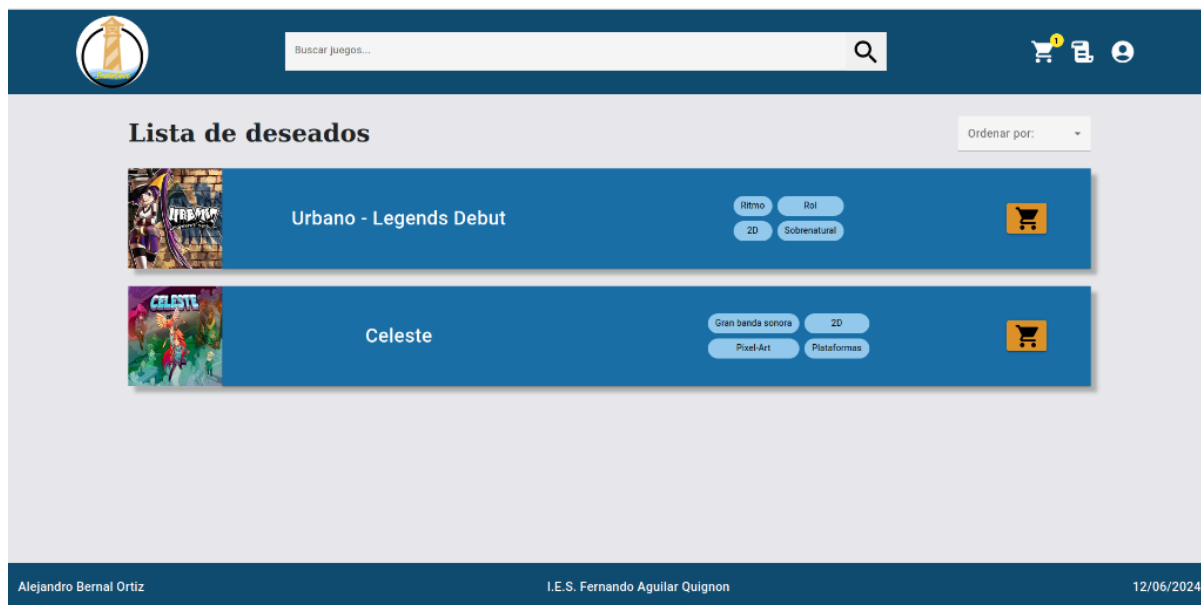 Buscar juegos...
1
Lista de deseados
Ordenar por:
Urbano - Legends Debut
Ritmo
Rol
2D
Sobrenatural
CELESTE
Celeste
Gran banda sonora
2D
Pixel-Art
Plataformas
Alejandro Bernal Ortiz
I.E.S. Fernando Aguilar Quignon
12/06/2024